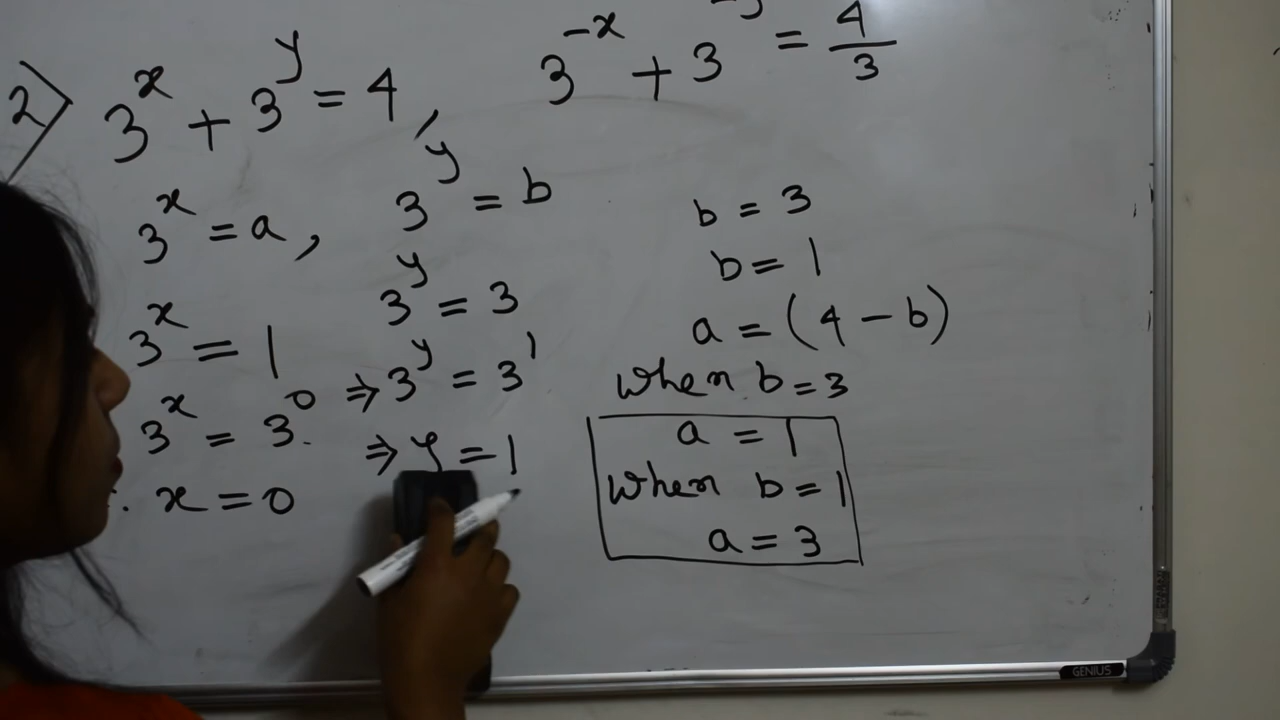 2) 3^x + 3^y = 4, 3^{-x} + 3^{-y} = 4/3
3^x = a, 3^y = b
3^x = 1 3^y = 3
3^x = 3^0. ⇒ 3^y = 3^1
∴ x = 0 ⇒ y = 1
b = 3
b = 1
a = (4 - b)
when b = 3
a = 1
when b = 1
a = 3
GENIUS